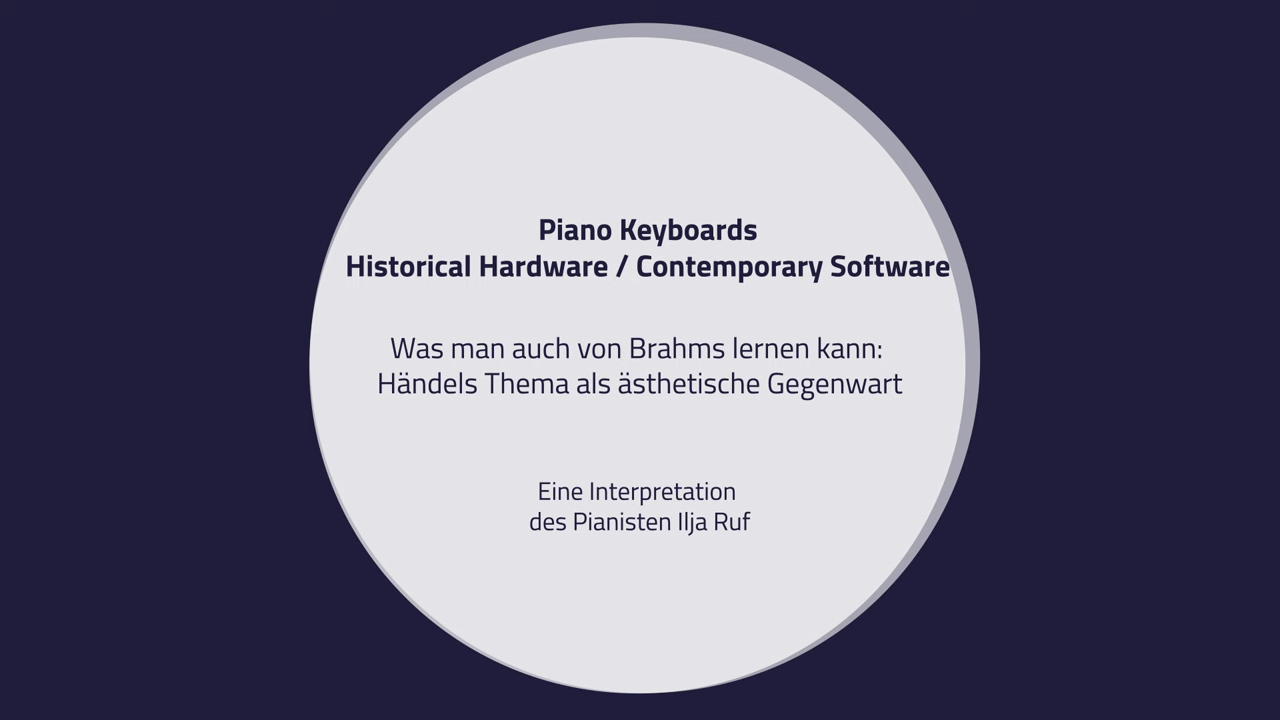 Piano Keyboards
Historical Hardware / Contemporary Software
Was man auch von Brahms lernen kann:
Händels Thema als ästhetische Gegenwart
Eine Interpretation
des Pianisten Ilja Ruf